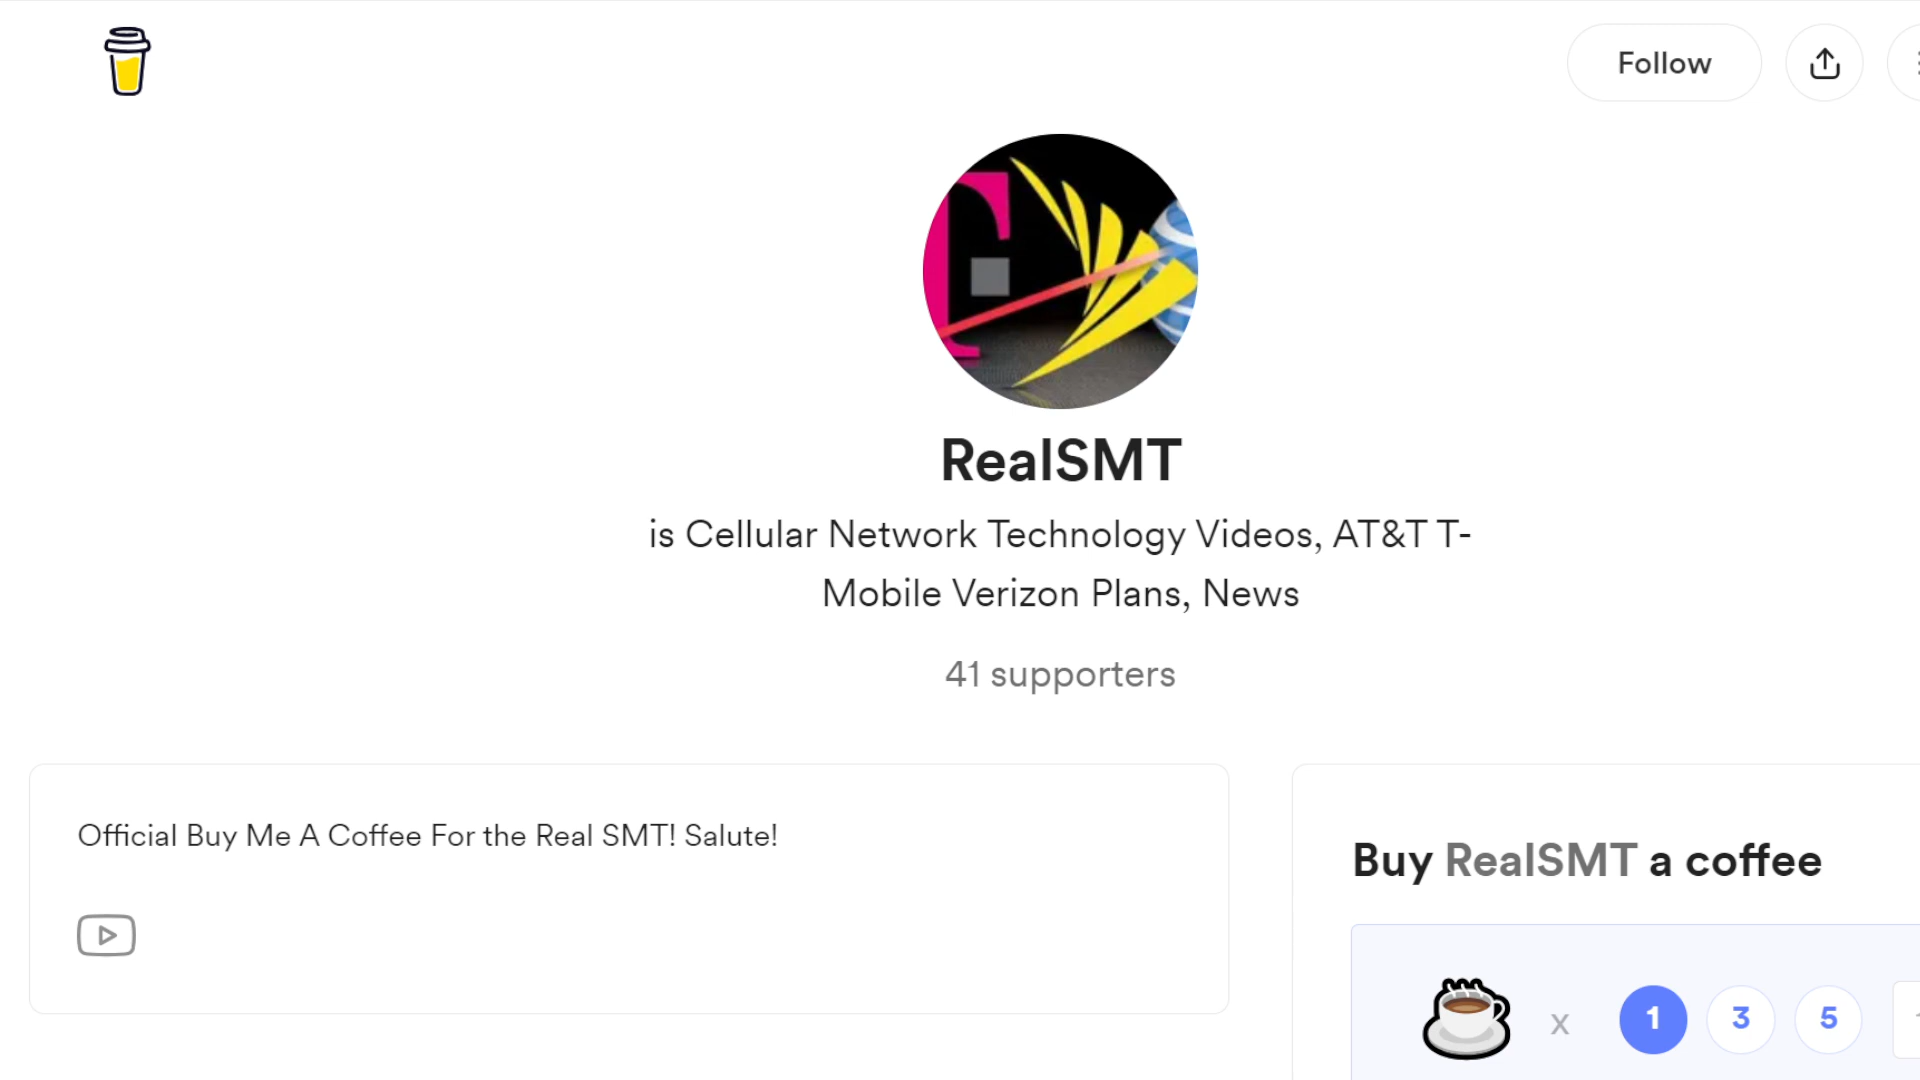 Follow
RealSMT
is Cellular Network Technology Videos, AT&T T-
Mobile Verizon Plans, News
41 supporters
Official Buy Me A Coffee For the Real SMT! Salute!
Buy RealSMT a coffee
x 1 3 5